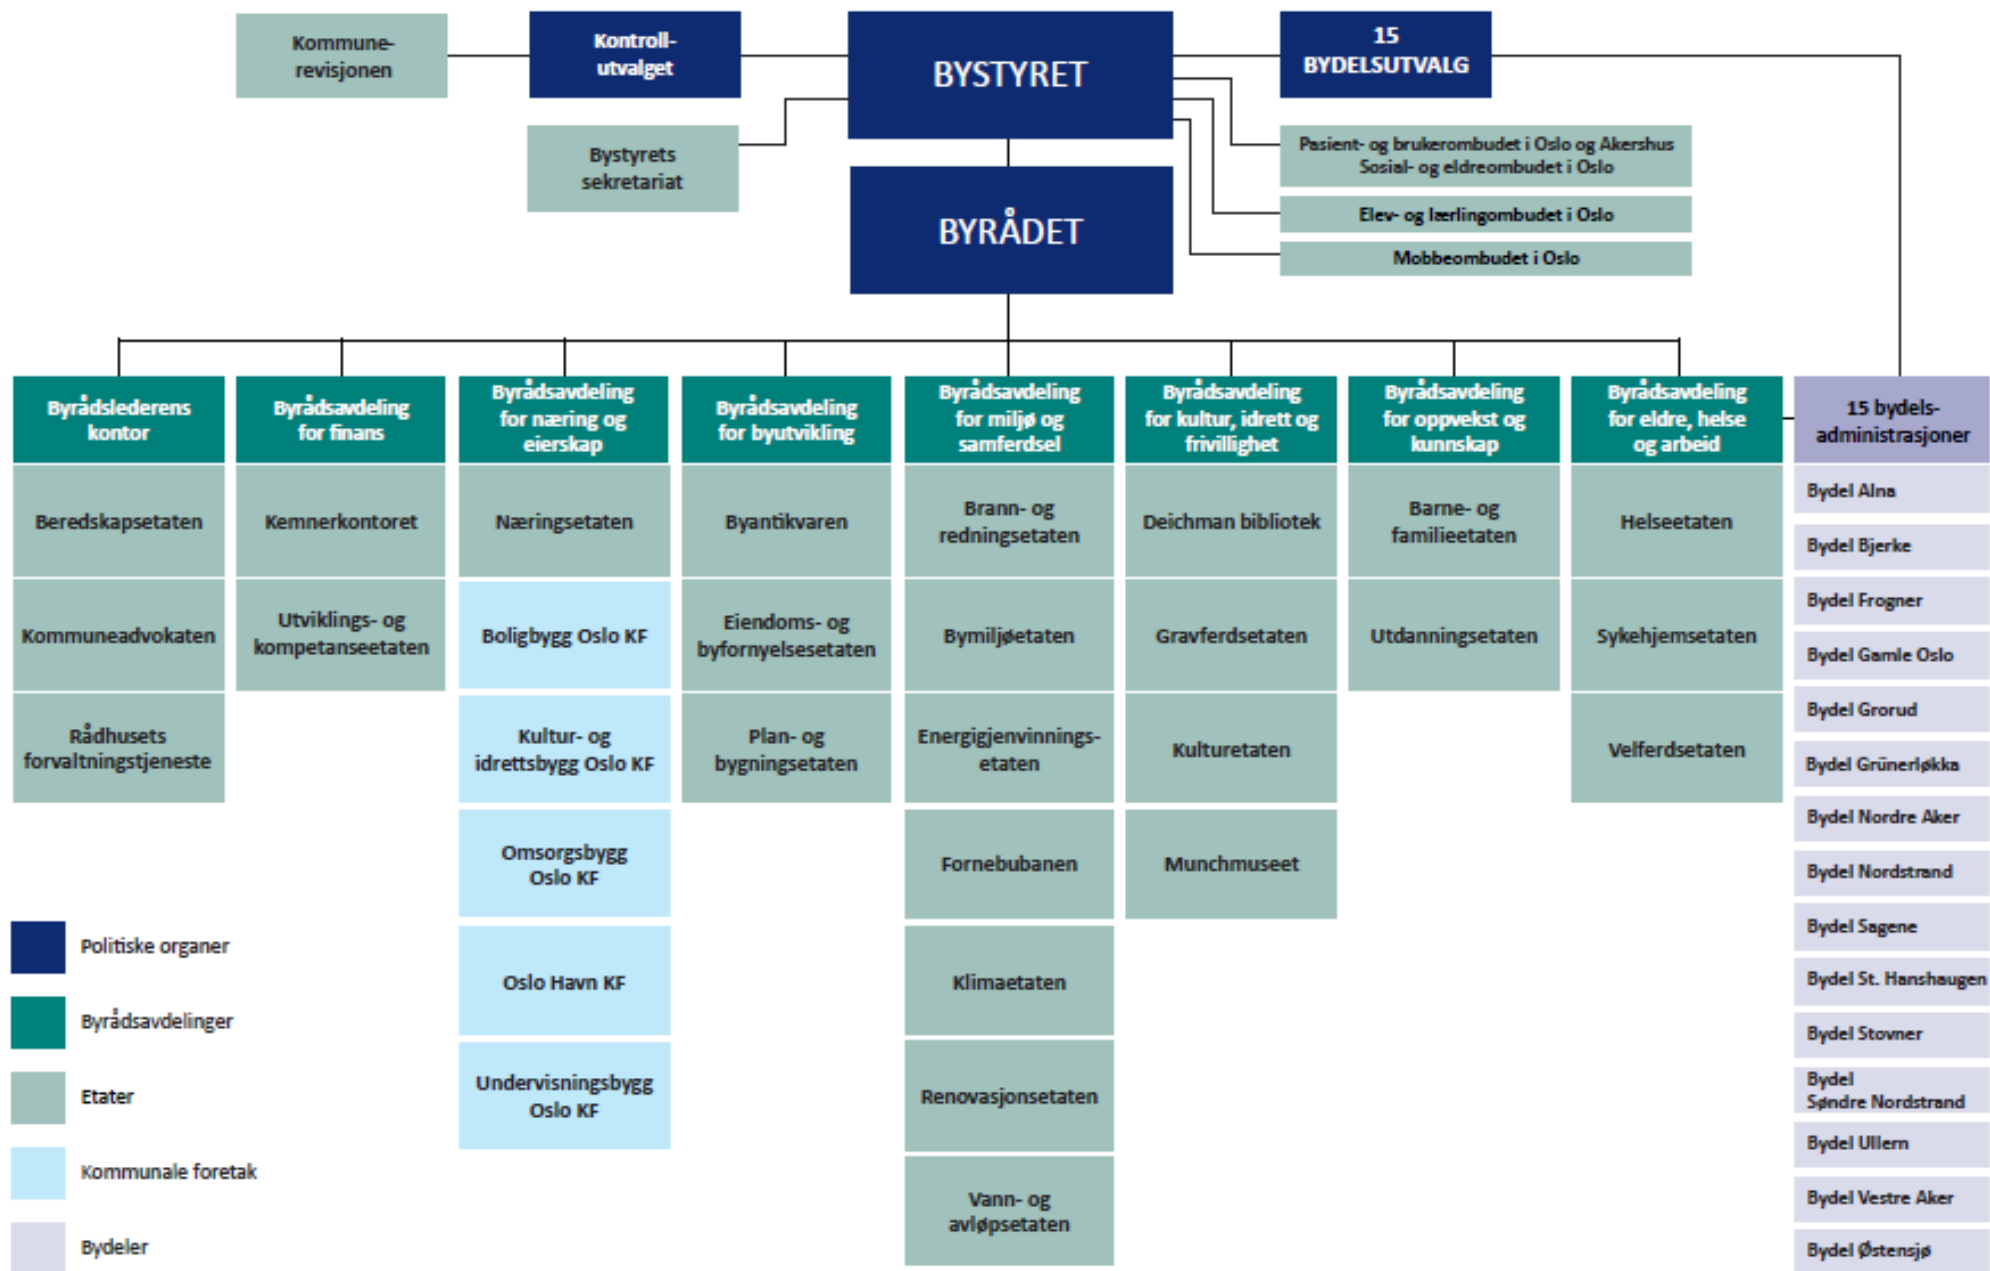 Kommune-
revisjonen
Kontroll-
utvalget
BYSTYRET
15
BYDELSUTVALG
Bystyrets
sekretariat
Pasient- og brukerombudet i Oslo og Akershus
Sosial- og eldreombudet i Oslo
BYRÅDET
Elev- og lærlingombudet i Oslo
Mobbeombudet i Oslo
Byrådslederens
kontor
Beredskapsetaten
Kommuneadvokaten
Rådhusets
forvaltningstjeneste
Byrådsavdeling
for finans
Kemnerkontoret
Utviklings- og
kompetanseetaten
Byrådsavdeling
for næring og
eierskap
Næringsetaten
Boligbygg Oslo KF
Kultur- og
idrettsbygg Oslo KF
Omsorgsbygg
Oslo KF
Oslo Havn KF
Undervisningsbygg
Oslo KF
Byrådsavdeling
for byutvikling
Byantikvaren
Eiendoms- og
byfornyelsesetaten
Plan- og
bygningsetaten
Byrådsavdeling
for miljø og
samferdsel
Brann- og
redningsetaten
Bymiljøetaten
Energigjenvinnings-
etaten
Fornebubanen
Klimaetaten
Renovasjonsetaten
Vann- og
avløpsetaten
Byrådsavdeling
for kultur, idrett og
frivillighet
Deichman bibliotek
Gravferdsetaten
Kulturetaten
Munchmuseet
Byrådsavdeling
for oppvekst og
kunnskap
Barne- og
familieetaten
Utdanningsetaten
Byrådsavdeling
for eldre, helse
og arbeid
Helseetaten
Sykehjemsetaten
Velferdsetaten
15 bydels-
administrasjoner
Bydel Alna
Bydel Bjerke
Bydel Frogner
Bydel Gamle Oslo
Bydel Grorud
Bydel Grünerløkka
Bydel Nordre Aker
Bydel Nordstrand
Bydel Sagene
Bydel St. Hanshaugen
Bydel Stovner
Bydel
Søndre Nordstrand
Bydel Ullern
Bydel Vestre Aker
Bydel Østensjø
Politiske organer
Byrådsavdelinger
Etater
Kommunale foretak
Bydeler